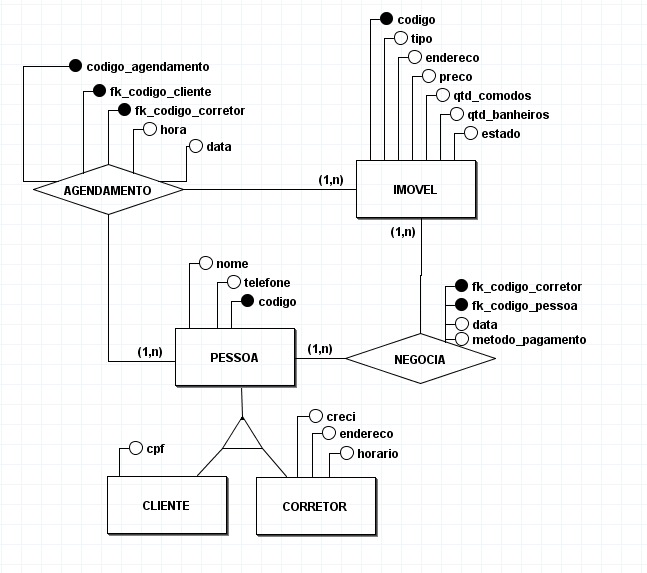 codigo
tipo
endereco
preco
qtd_comodos
qtd_banheiros
estado
codigo_agendamento
fk_codigo_cliente
fk_codigo_corretor
hora
data
AGENDAMENTO
(1,n)
IMOVEL
(1,n)
nome
telefone
codigo
fk_codigo_corretor
fk_codigo_pessoa
data
metodo_pagamento
(1,n)
PESSOA
(1,n)
NEGOCIA
creci
endereco
horario
cpf
CLIENTE
CORRETOR